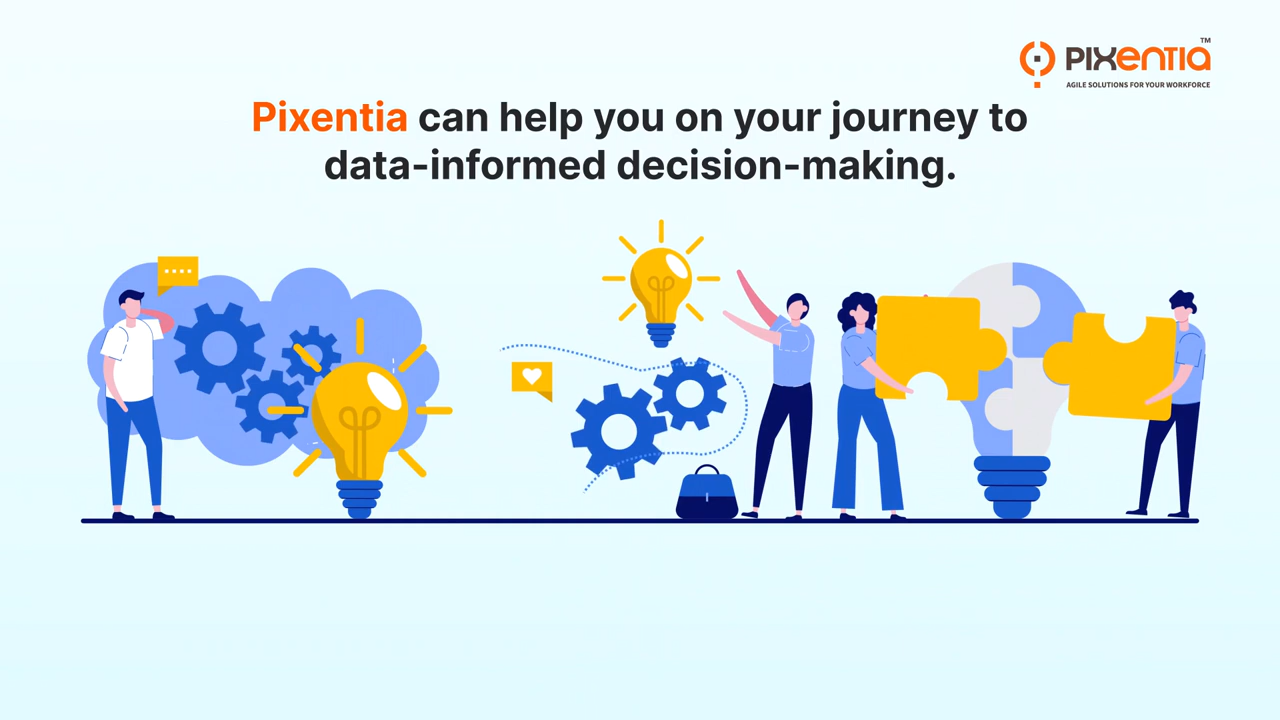 PIXENTIA™
AGILE SOLUTIONS FOR YOUR WORKFORCE
Pixentia can help you on your journey to
data-informed decision-making.